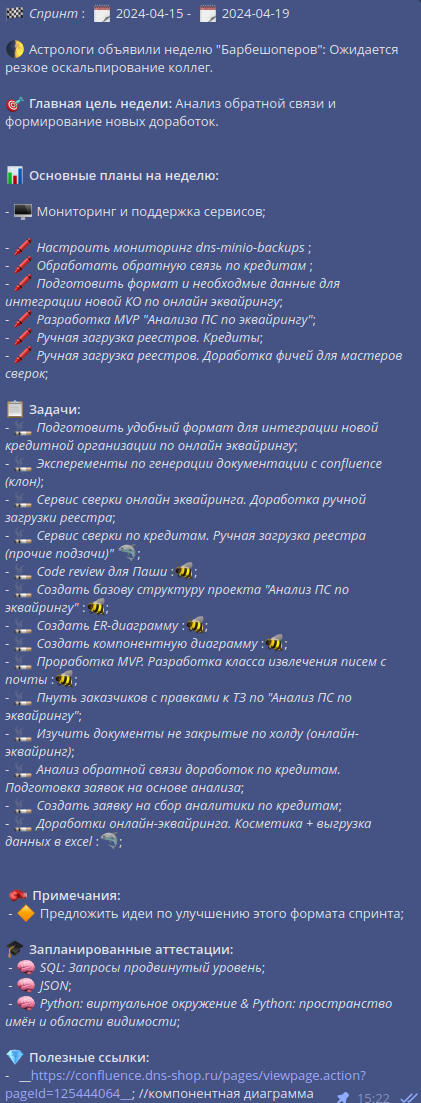 🏁 Спринт : 🗓 2024-04-15 - 🗓 2024-04-19
🌓 Астрологи объявили неделю "Барбешоперов": Ожидается
резкое оскальпирование коллег.
🎯 Главная цель недели: Анализ обратной связи и
формирование новых доработок.
📊 Основные планы на неделю:
- 🖥 Мониторинг и поддержка сервисов;
- 🖍 Настроить мониторинг dns-minio-backups ;
- 🖍 Обработать обратную связь по кредитам ;
- 🖍 Подготовить формат и необходмые данные для
интеграции новой КО по онлайн эквайрингу;
- 🖍 Разработка MVP "Анализа ПС по эквайрингу";
- 🖍 Ручная загрузка реестров. Кредиты;
- 🖍 Ручная загрузка реестров. Доработка фичей для мастеров
сверок;
📋 Задачи:
- 🚬 Подготовить удобный формат для интеграции новой
кредитной организации по онлайн эквайрингу;
- 🚬 Эксперементы по генерации документации с confluence
(клон);
- 🚬 Сервис сверки онлайн эквайринга. Доработка ручной
загрузки реестра;
- 🚬 Сервис сверки по кредитам. Ручная загрузка реестра
(прочие подзачи)" 🐬;
- 🚬 Code review для Паши :🐝;
- 🚬 Создать базову структуру проекта "Анализ ПС по
эквайрингу" :🐝;
- 🚬 Создать ER-диаграмму :🐝;
- 🚬 Создать компонентную диаграмму :🐝;
- 🚬 Проработка MVP. Разработка класса извлечения писем с
почты :🐝;
- 🚬 Пнуть заказчиков с правками к ТЗ по "Анализ ПС по
эквайрингу";
- 🚬 Изучить документы не закрытые по холду (онлайн-
эквайринг);
- 🚬 Анализ обратной связи доработок по кредитам.
Подготовка заявок на основе анализа;
- 🚬 Создать заявку на сбор аналитики по кредитам;
- 🚬 Доработки онлайн-эквайринга. Косметика + выгрузка
данных в excel :🐬;
🥊 Примечания:
- 🔶 Предложить идеи по улучшению этого формата спринта;
🎓 Запланированные аттестации:
- 🧠 SQL: Запросы продвинутый уровень;
- 🧠 JSON;
- 🧠 Python: виртуальное окружение & Python: пространство
имён и области видимости;
💎 Полезные ссылки:
- __https://confluence.dns-shop.ru/pages/viewpage.action?
pageId=125444064__; //компонентная диаграмма 15:22